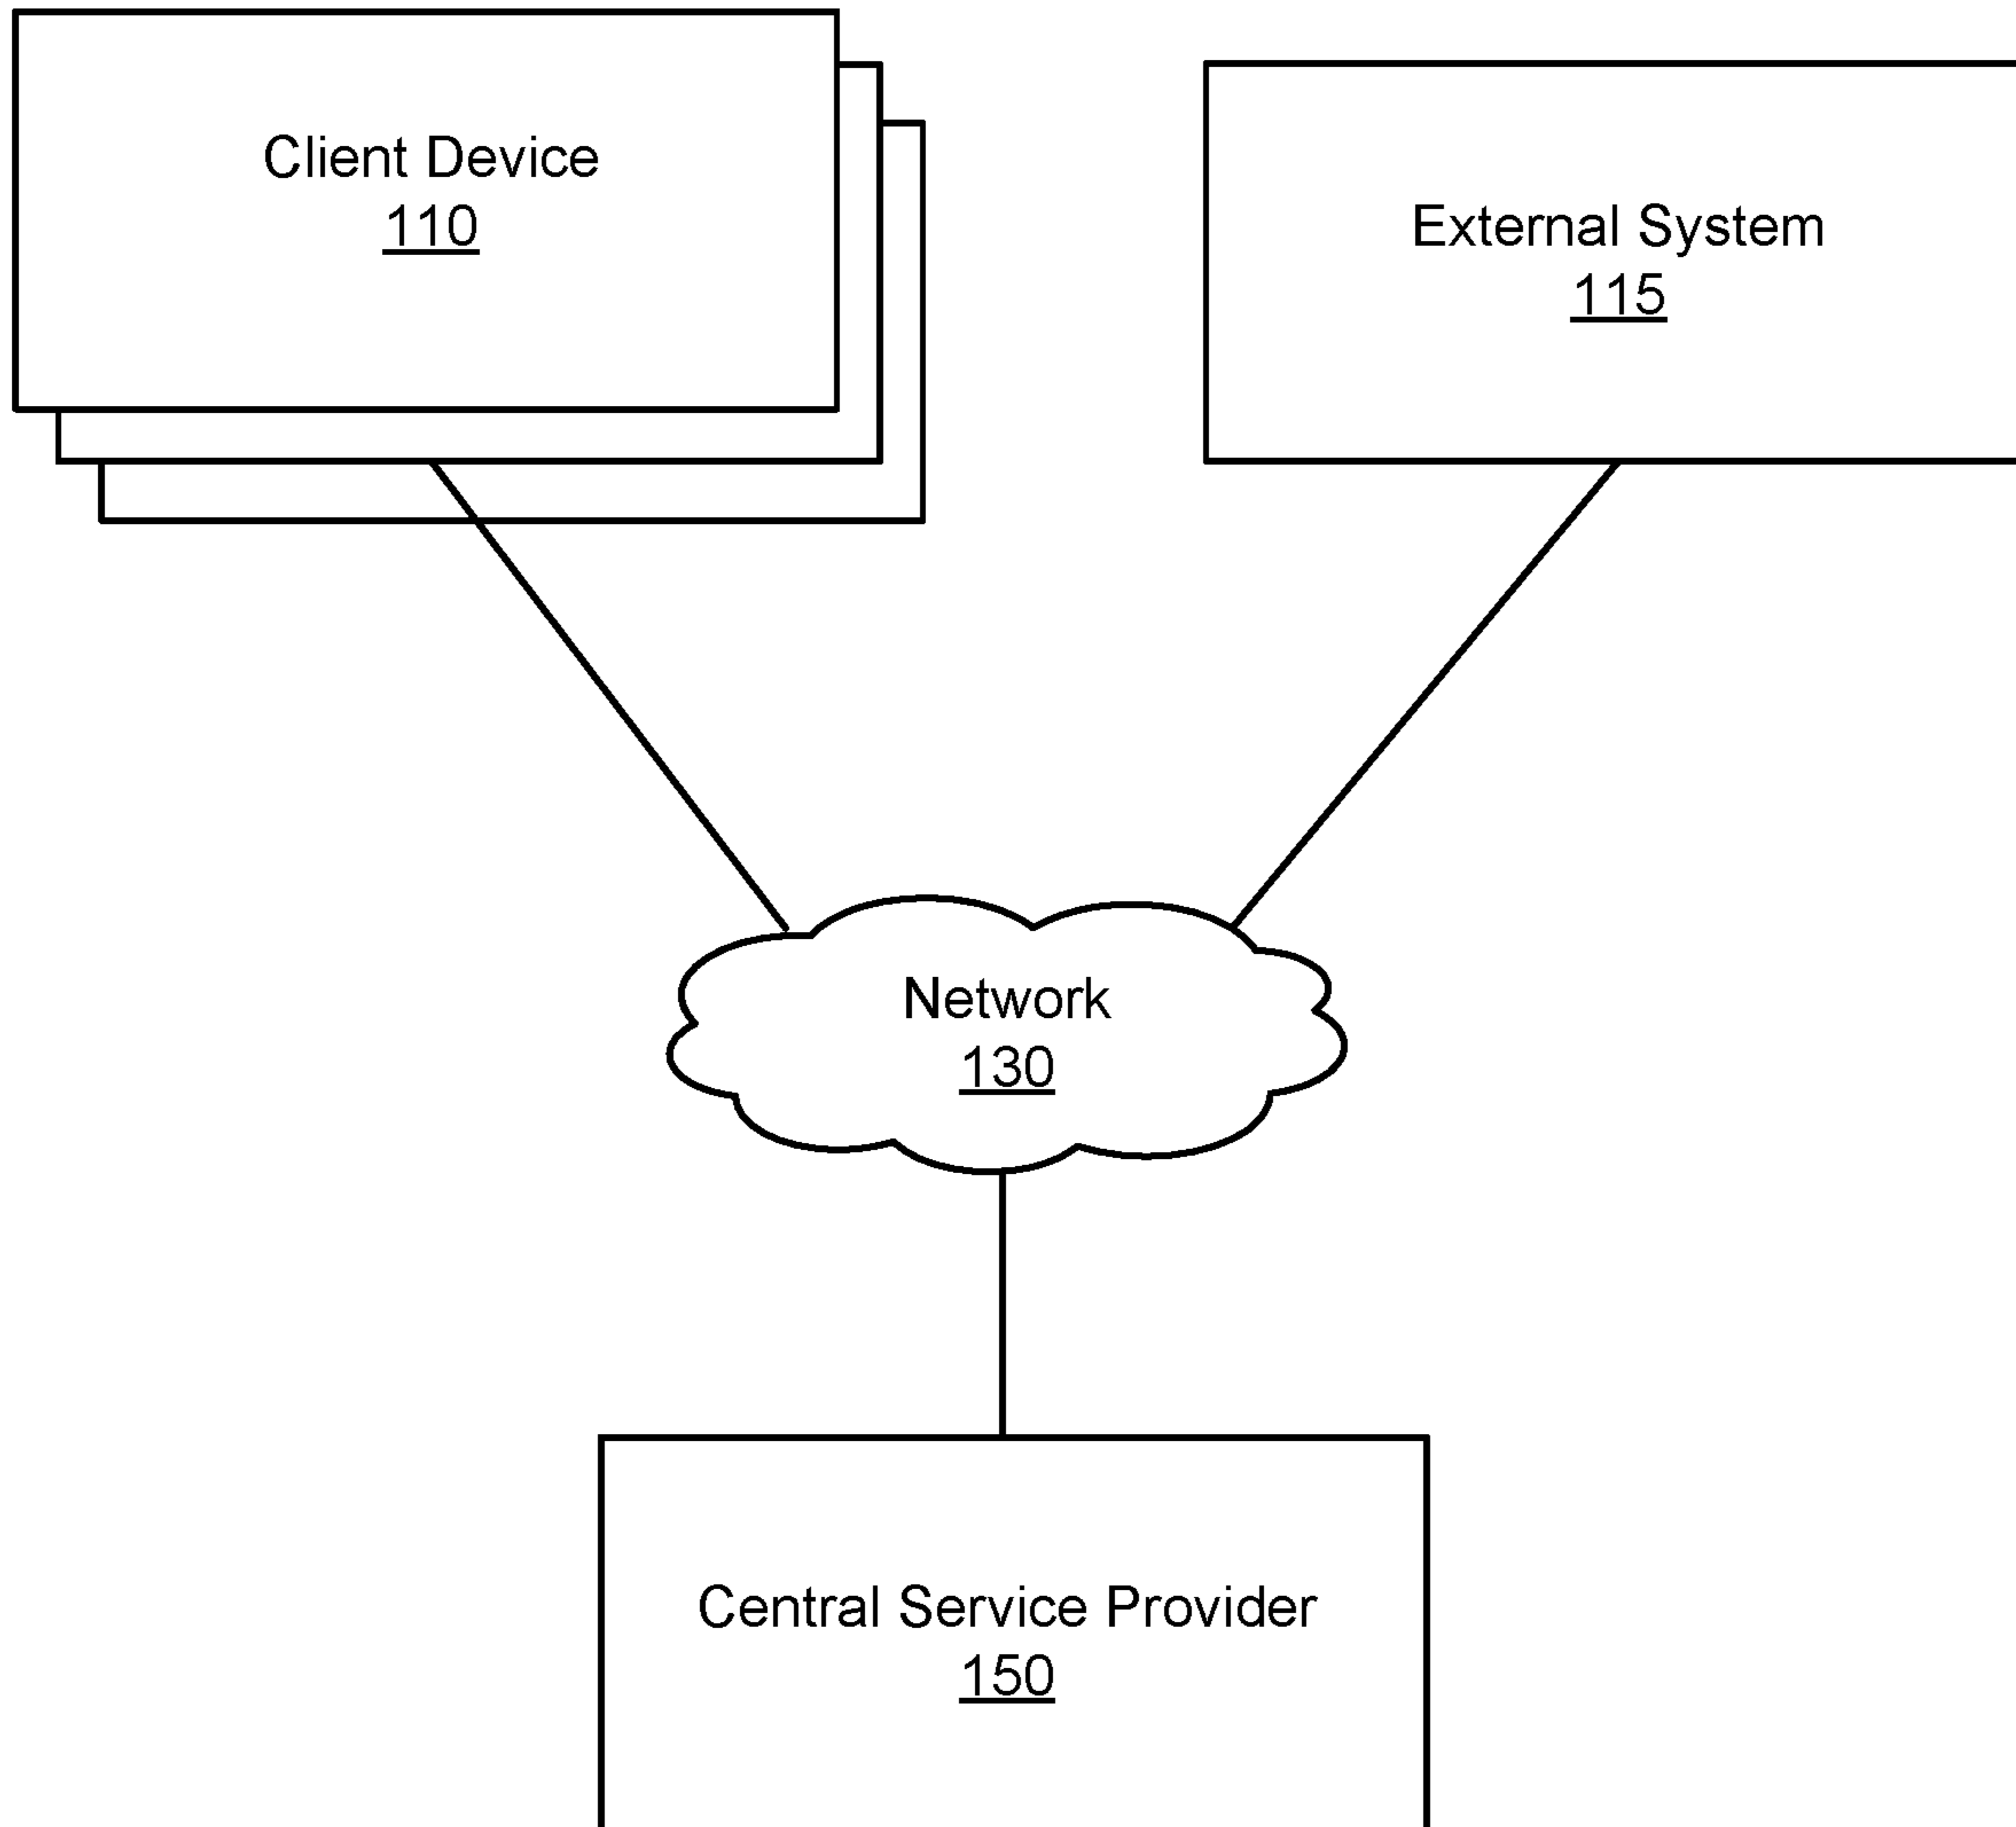 Client Device
110
External System
115
Network
130
Central Service Provider
150